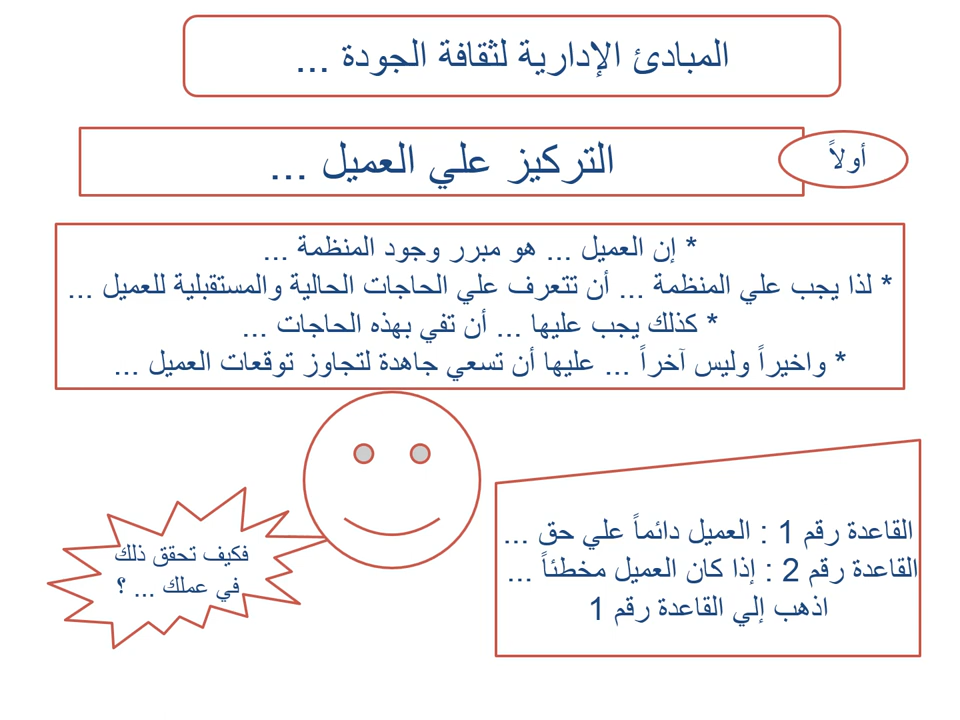 المبادئ الإدارية لثقافة الجودة ...
أولاً
التركيز علي العميل ...
* إن العميل ... هو مبرر وجود المنظمة ...
* لذا يجب علي المنظمة ... أن تتعرف علي الحاجات الحالية والمستقبلية للعميل ...
* كذلك يجب عليها ... أن تفي بهذه الحاجات ...
* واخيراً وليس آخراً ... عليها أن تسعي جاهدة لتجاوز توقعات العميل ...
القاعدة رقم 1 : العميل دائماً علي حق ...
القاعدة رقم 2 : إذا كان العميل مخطئاً ...
اذهب إلي القاعدة رقم 1
فكيف تحقق ذلك
في عملك ... ؟